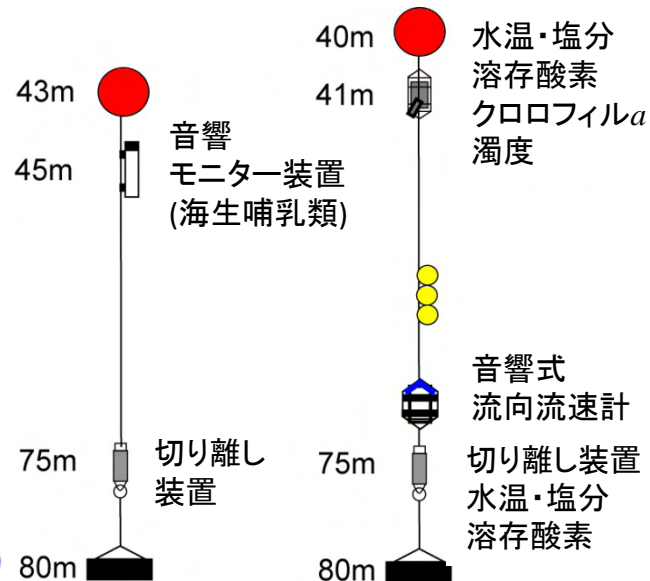 43m
45m
音響
モニター装置
(海生哺乳類)
75m
切り離し
装置
80m
40m
41m
水温・塩分
溶存酸素
クロロフィルa
濁度
音響式
流向流速計
75m
切り離し装置
水温・塩分
溶存酸素
80m